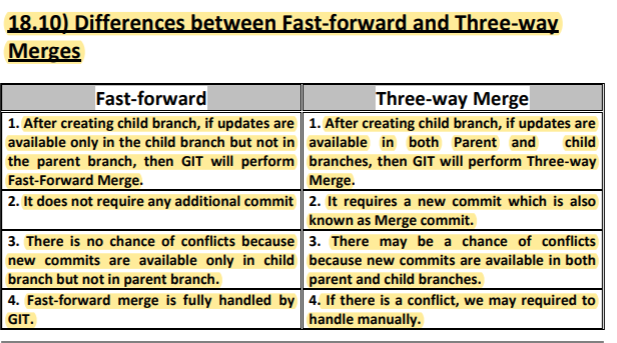 18.10) Differences between Fast-forward and Three-way
Merges
Fast-forward
Three-way Merge
1. After creating child branch, if updates are
available only in the child branch but not in
the parent branch, then GIT will perform
Fast-Forward Merge.
1. After creating child branch, if updates are
available in both Parent and child
branches, then GIT will perform Three-way
Merge.
2. It does not require any additional commit
2. It requires a new commit which is also
known as Merge commit.
3. There is no chance of conflicts because
new commits are available only in child
branch but not in parent branch.
3. There may be a chance of conflicts
because new commits are available in both
parent and child branches.
4. Fast-forward merge is fully handled by
GIT.
4. If there is a conflict, we may required to
handle manually.